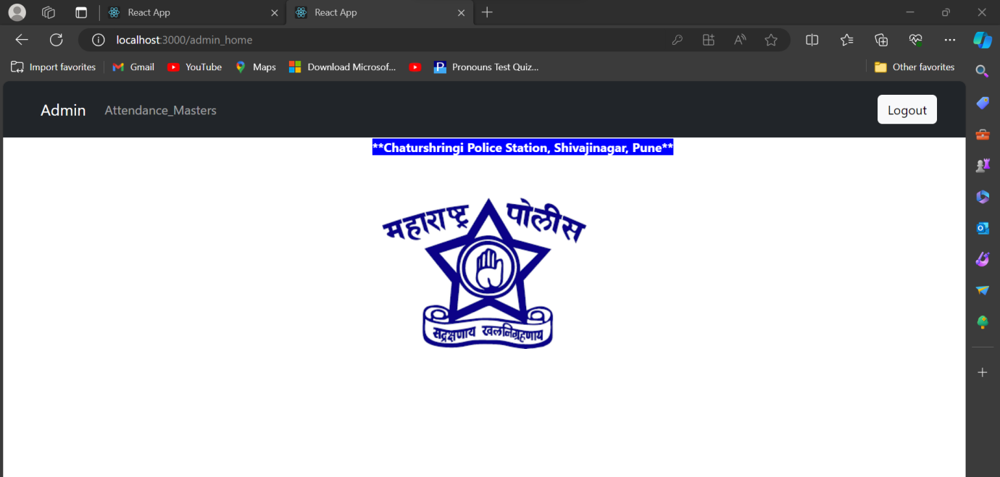 React App
React App
localhost:3000/admin_home
Import favorites
Gmail
YouTube
Maps
Download Microsof...
Pronouns Test Quiz...
Other favorites
Admin
Attendance_Masters
Logout
**Chaturshringi Police Station, Shivajinagar, Pune**
महाराष्ट्र पोलीस
सद्रक्षणाय खलनिग्रहणाय